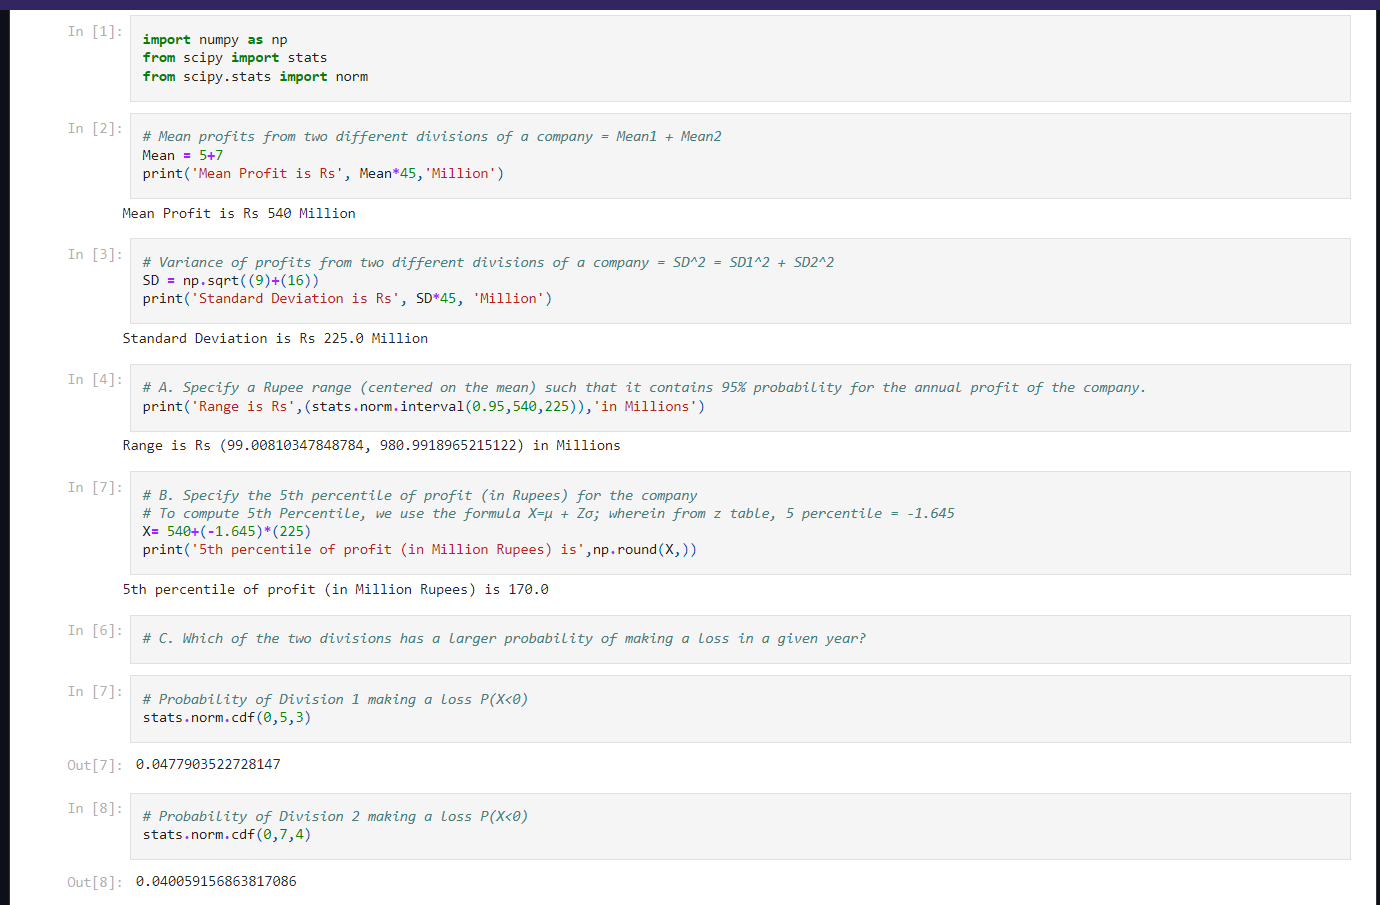 In [1]:
import numpy as np
from scipy import stats
from scipy.stats import norm
In [2]:
# Mean profits from two different divisions of a company = Mean1 + Mean2
Mean = 5+7
print('Mean Profit is Rs', Mean*45,'Million')
Mean Profit is Rs 540 Million
In [3]:
# Variance of profits from two different divisions of a company = SD^2 = SD1^2 + SD2^2
SD = np.sqrt((9)+(16))
print('Standard Deviation is Rs', SD*45, 'Million')
Standard Deviation is Rs 225.0 Million
In [4]:
# A. Specify a Rupee range (centered on the mean) such that it contains 95% probability for the annual profit of the company.
print('Range is Rs',(stats.norm.interval(0.95,540,225)),'in Millions')
Range is Rs (99.00810347848784, 980.9918965215122) in Millions
In [7]:
# B. Specify the 5th percentile of profit (in Rupees) for the company
# To compute 5th Percentile, we use the formula X=μ + Zσ; wherein from z table, 5 percentile = -1.645
X= 540+(-1.645)*(225)
print('5th percentile of profit (in Million Rupees) is',np.round(X,))
5th percentile of profit (in Million Rupees) is 170.0
In [6]:
# C. Which of the two divisions has a larger probability of making a loss in a given year?
In [7]:
# Probability of Division 1 making a loss P(X<0)
stats.norm.cdf(0,5,3)
Out[7]: 0.0477903522728147
In [8]:
# Probability of Division 2 making a loss P(X<0)
stats.norm.cdf(0,7,4)
Out[8]: 0.040059156863817086